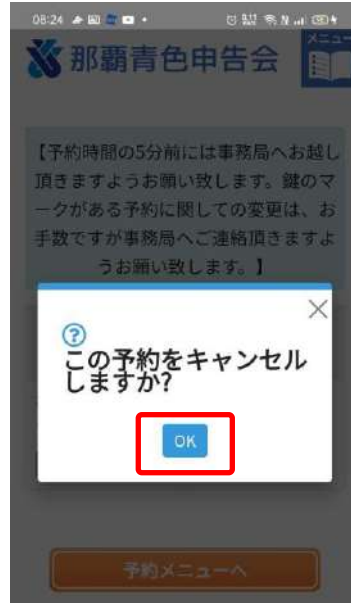 08:24
那覇青色申告会
メニュー
【予約時間の5分前には事務局へお越し
頂きますようお願い致します。鍵のマ
ークがある予約に関しての変更は、お
手数ですが事務局へご連絡頂きますよ
うお願い致します。】
この予約をキャンセル
しますか?
OK
予約メニューへ